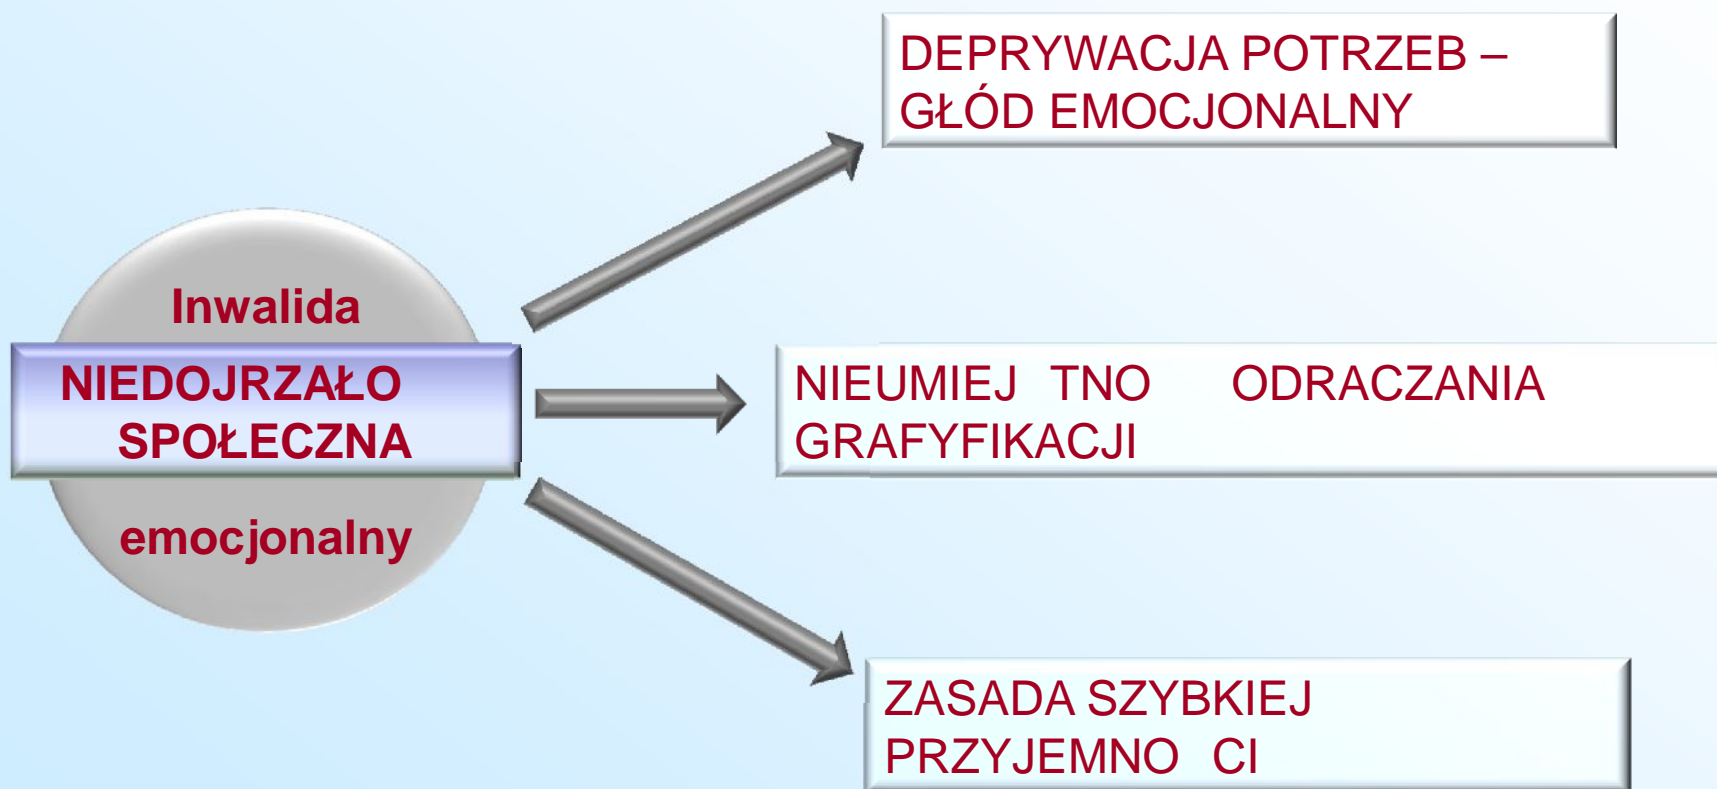 DEPRYWACJA POTRZEB –
GŁÓD EMOCJONALNY
Inwalida
NIEDOJRZAŁO
SPOŁECZNA
emocjonalny
NIEUMIEJ TNO ODRACZANIA
GRAFYFIKACJI
ZASADA SZYBKIEJ
PRZYJEMNO CI